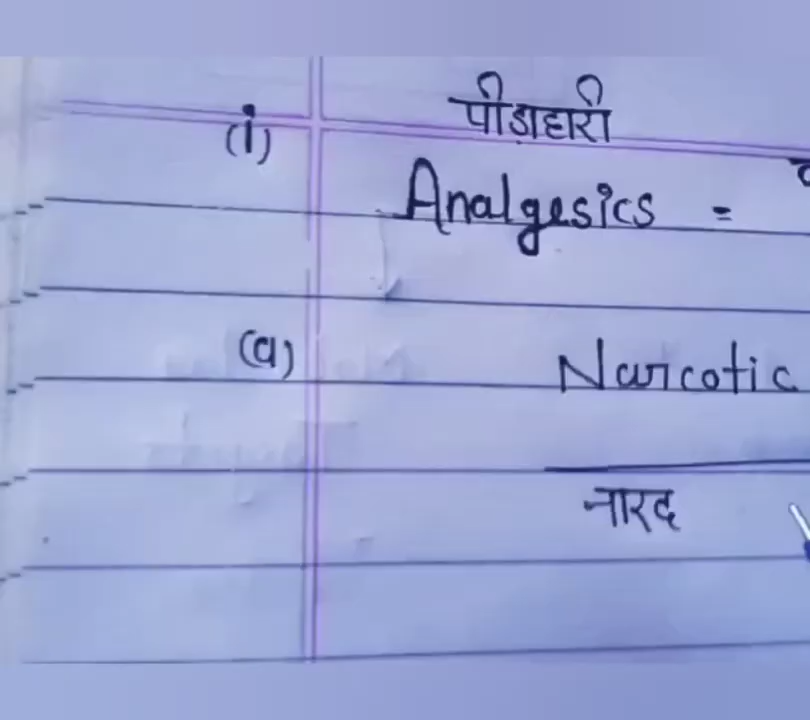 (i) पीड़ाहारी
Analgesics =
(a) Narcotic
नारद